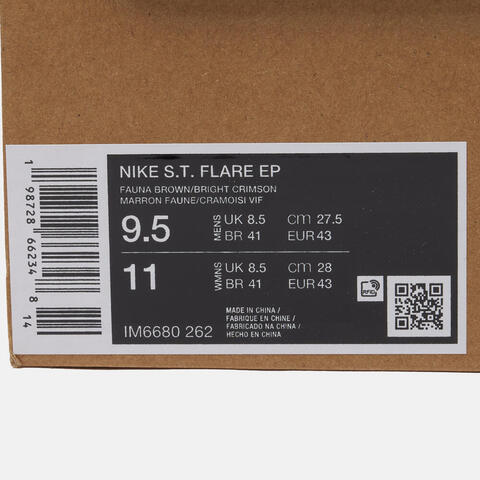 NIKE S.T. FLARE EP
FAUNA BROWN/BRIGHT CRIMSON
MARRON FAUNE/CRAMOISI VIF
9.5 MENS UK 8.5 CM 27.5
BR 41 EUR 43
11 WMNS UK 8.5 CM 28
BR 41 EUR 43
RFID
IM6680 262
MADE IN CHINA /
FABRIQUE EN CHINE /
FABRICADO NA CHINA /
HECHO EN CHINA
1 98728 66234 8 14